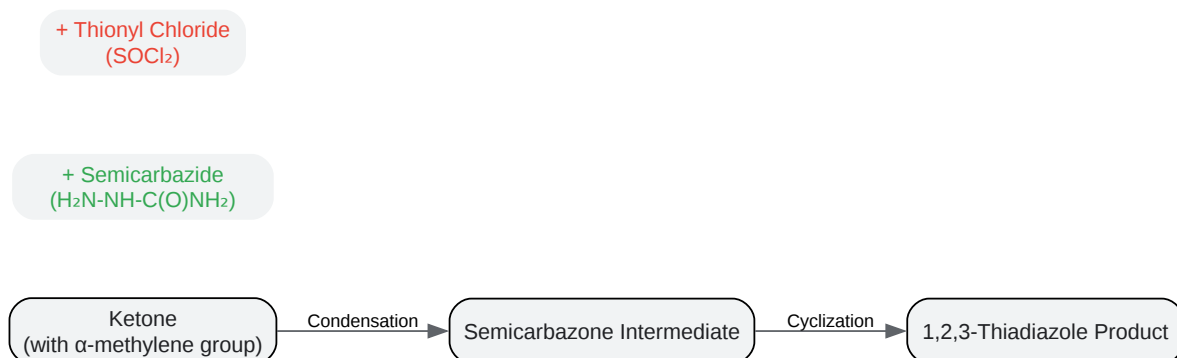 + Thionyl Chloride
(SOCl₂)
+ Semicarbazide
(H₂N-NH-C(O)NH₂)
Ketone
(with α-methylene group)
Condensation
Semicarbazone Intermediate
Cyclization
1,2,3-Thiadiazole Product